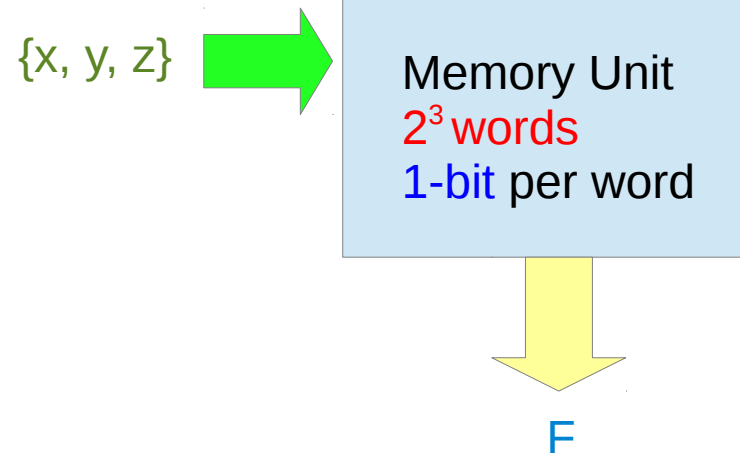 {x, y, z}
Memory Unit
2³ words
1-bit per word
F